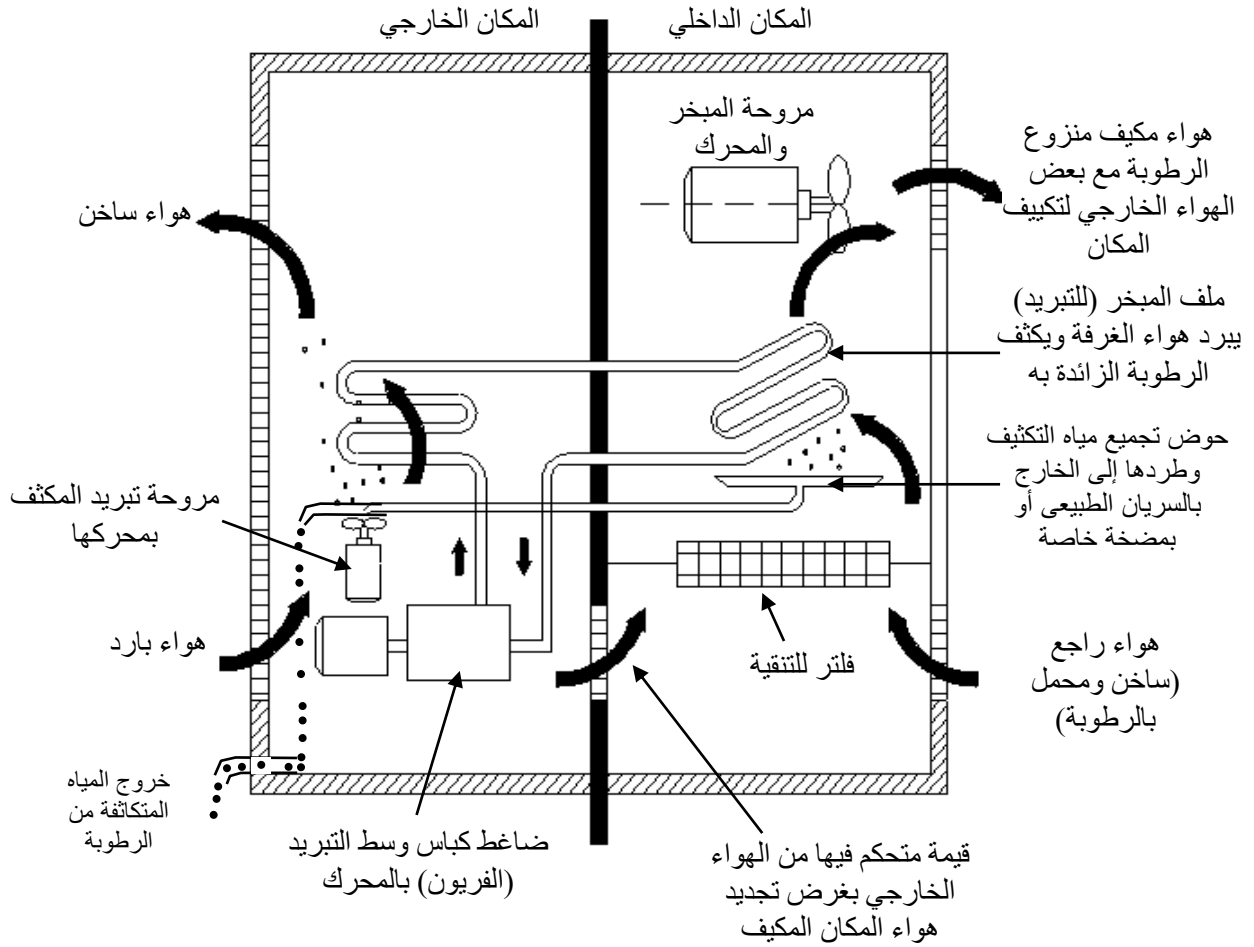 المكان الداخلي
المكان الخارجي
مروحة المبخر
والمحرك
هواء مكيف منزوع
الرطوبة مع بعض
الهواء الخارجي لتكييف
المكان
هواء ساخن
ملف المبخر (للتبريد)
يبرد هواء الغرفة ويكثف
الرطوبة الزائدة به
حوض تجميع مياه التكثيف
وطردها إلى الخارج
بالسريان الطبيعى أو
بمضخة خاصة
مروحة تبريد المكثف
بمحركها
هواء بارد
فلتر للتنقية
هواء راجع
(ساخن ومحمل
بالرطوبة)
خروج المياه
المتكاثفة من
الرطوبة
ضاغط كباس وسط التبريد
(الفريون) بالمحرك
قيمة متحكم فيها من الهواء
الخارجي بغرض تجديد
هواء المكان المكيف